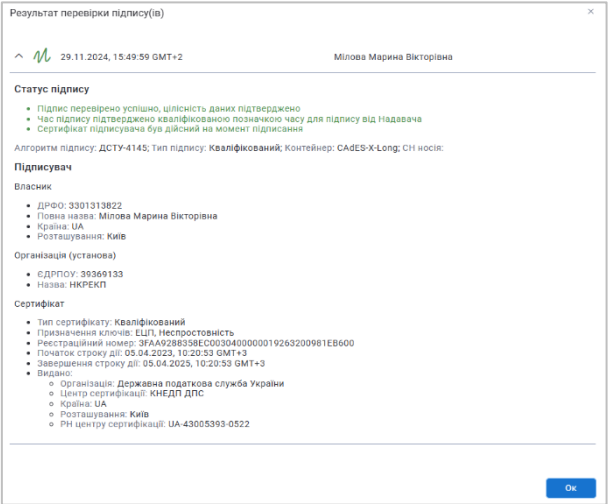 Результат перевірки підпису(ів)
29.11.2024, 15:49:59 GMT+2 Мілова Марина Вікторівна
Статус підпису
Підпис перевірено успішно, цілісність даних підтверджено
Час підпису підтверджено кваліфікованою позначкою часу для підпису від Надавача
Сертифікат підписувача був дійсний на момент підписання
Алгоритм підпису: ДСТУ-4145; Тип підпису: Кваліфікований; Контейнер: CAdES-X-Long; СН носія:
Підписувач
Власник
ДРФО: 3301313822
Повна назва: Мілова Марина Вікторівна
Країна: UA
Розташування: Київ
Організація (установа)
ЄДРПОУ: 39369133
Назва: НКРЕКП
Сертифікат
Тип сертифікату: Кваліфікований
Призначення ключів: ЕЦП, Неспростовність
Реєстраційний номер: 3FAA9288358EC0030400000019263200981EB600
Початок строку дії: 05.04.2023, 10:20:53 GMT+3
Завершення строку дії: 05.04.2025, 10:20:53 GMT+3
Видано:
Організація: Державна податкова служба України
Центр сертифікації: КНЕДП ДПС
Країна: UA
Розташування: Київ
РН центру сертифікації: UA-43005393-0522
Ок